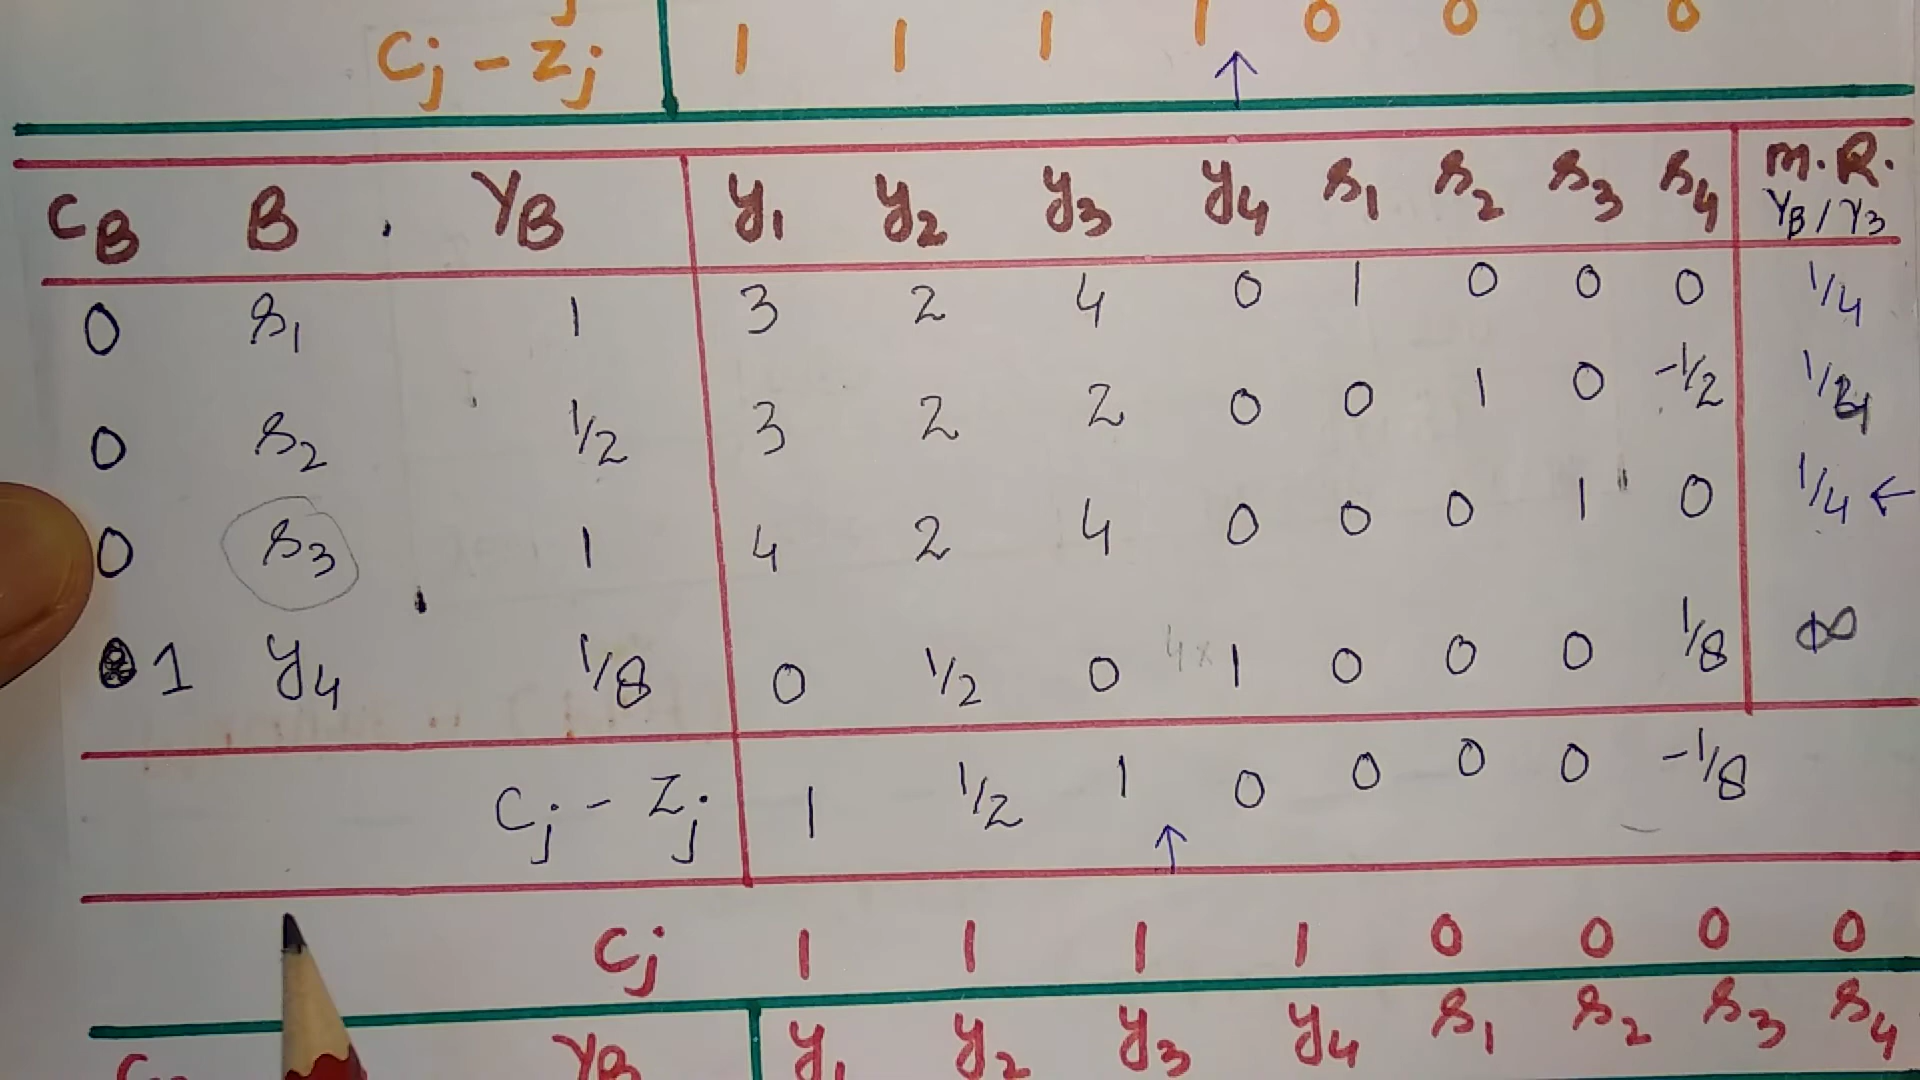 Cj - Zj 1 1 1 1 0 0 0 0
↑
CB B YB y1 y2 y3 y4 s1 s2 s3 s4 M.R. YB/Y3
0 s1 1 3 2 4 0 1 0 0 0 1/4
0 s2 1/2 3 2 2 0 0 1 0 -1/2 1/4
0 s3 1 4 2 4 0 0 0 1 0 1/4 ←
1 y4 1/8 0 1/2 0 4x 1 0 0 0 1/8 ∞
Cj - Zj 1 1/2 1 0 0 0 0 -1/8
↑
Cj 1 1 1 1 0 0 0 0
YB y1 y2 y3 y4 s1 s2 s3 s4